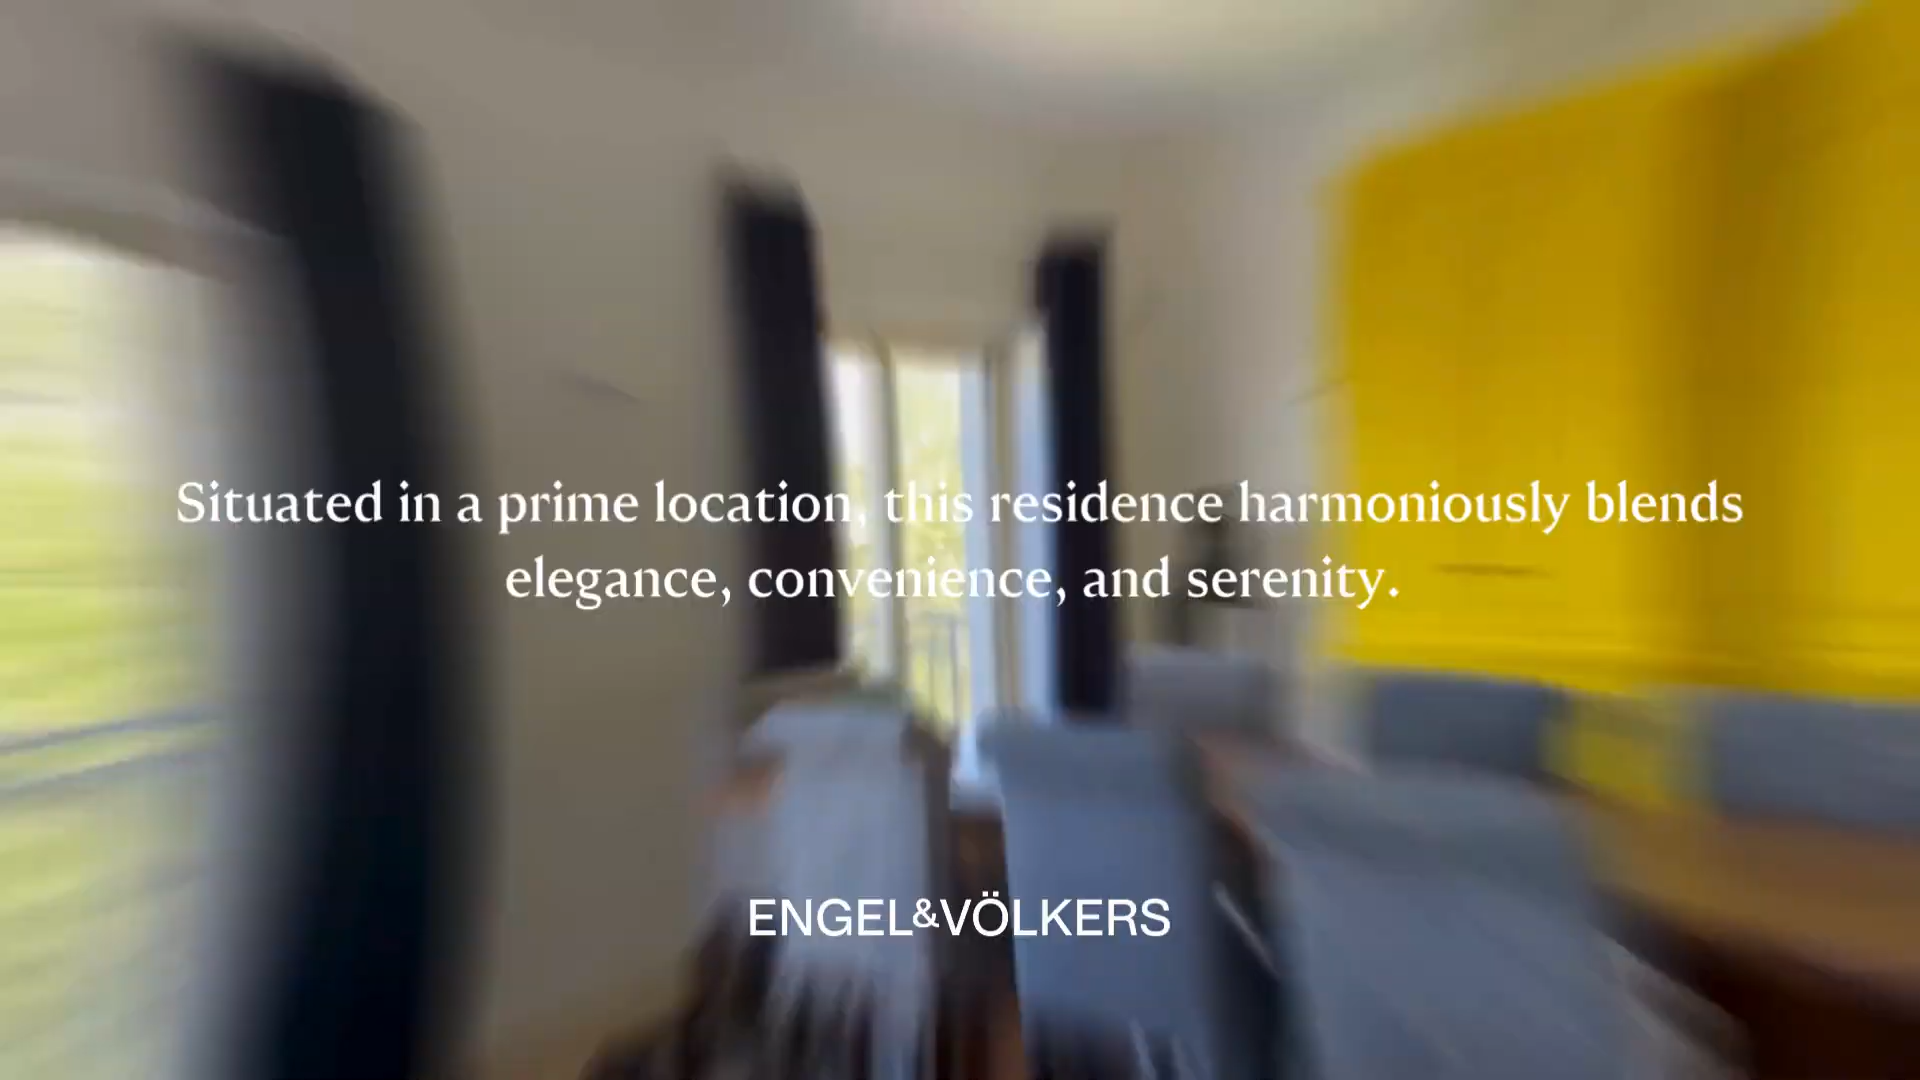 Situated in a prime location, this residence harmoniously blends
elegance, convenience, and serenity.
ENGEL&VÖLKERS